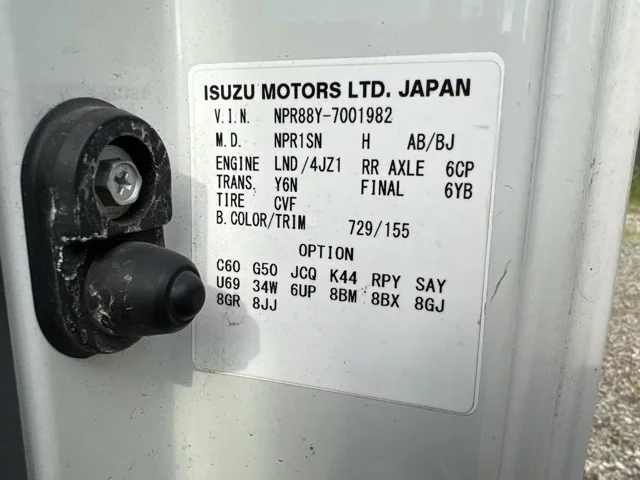 ISUZU MOTORS LTD. JAPAN
V.I.N. NPR88Y-7001982
M.D. NPR1SN H AB/BJ
ENGINE LND/4JZ1 RR AXLE 6CP
TRANS. Y6N FINAL 6YB
TIRE CVF
B.COLOR/TRIM 729/155
OPTION
C60 G50 JCQ K44 RPY SAY
U69 34W 6UP 8BM 8BX 8GJ
8GR 8JJ